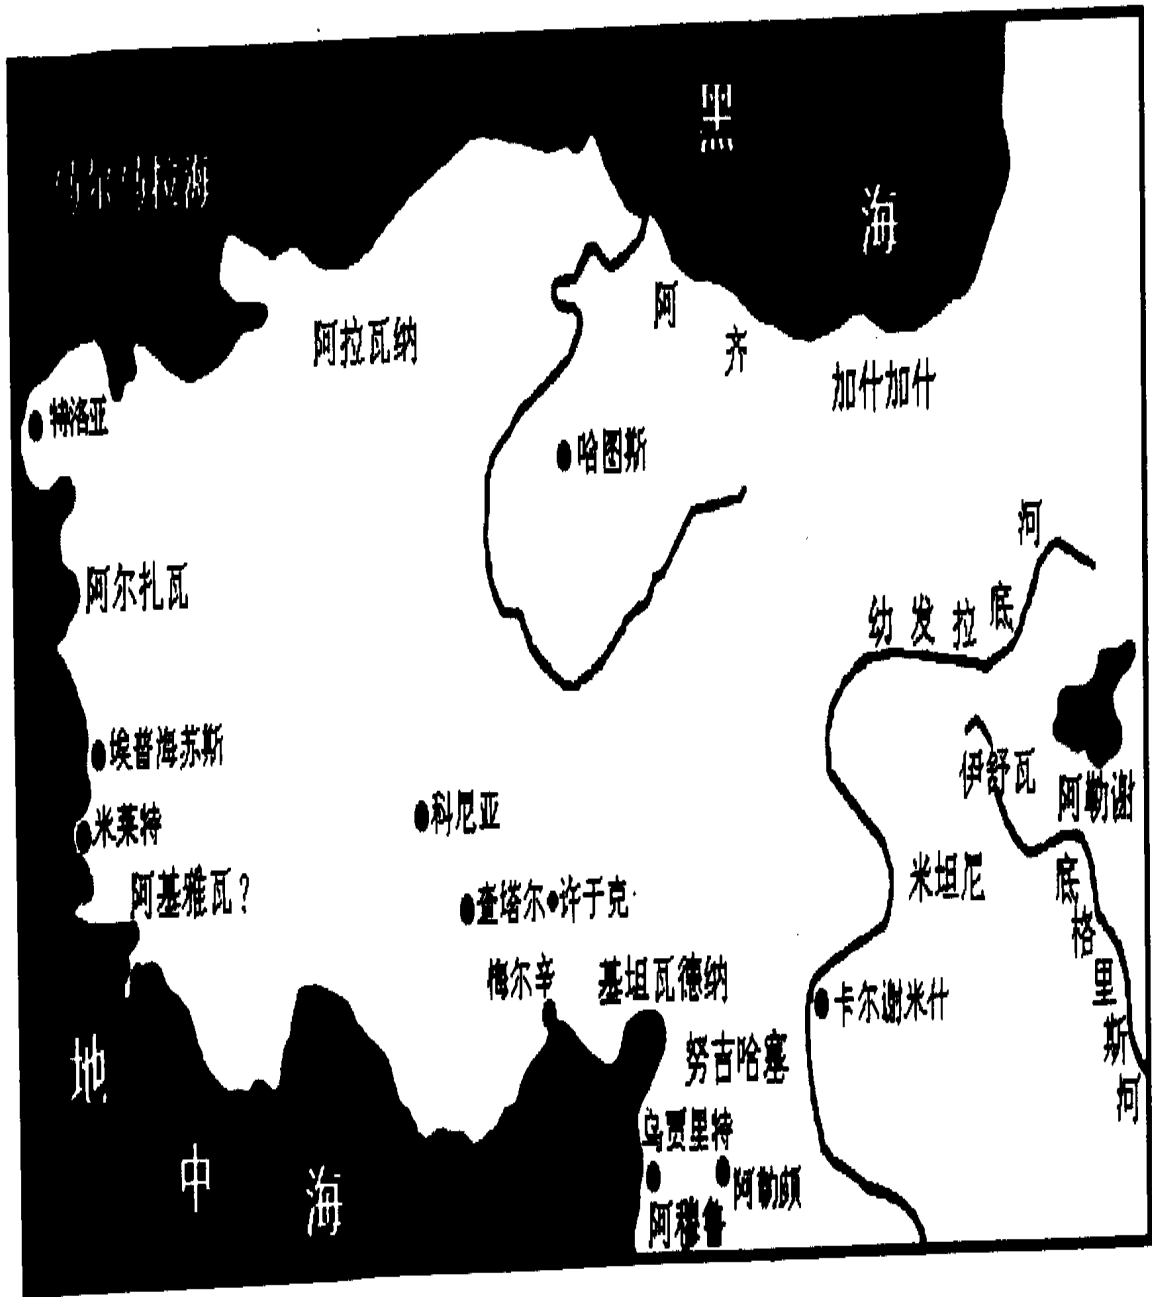 黑
海
马尔马拉海
阿
齐
阿拉瓦纳
加什加什
特洛亚
哈图斯
河
幼发拉底
阿尔扎瓦
埃普海苏斯
伊舒瓦
阿勒谢
科尼亚
米莱特
米坦尼
阿基雅瓦?
查塔尔•许于克
底
格
里
斯
河
梅尔辛
基坦瓦德纳
卡尔谢米什
努吉哈塞
地
中
海
乌贾里特
阿勒颇
阿穆鲁